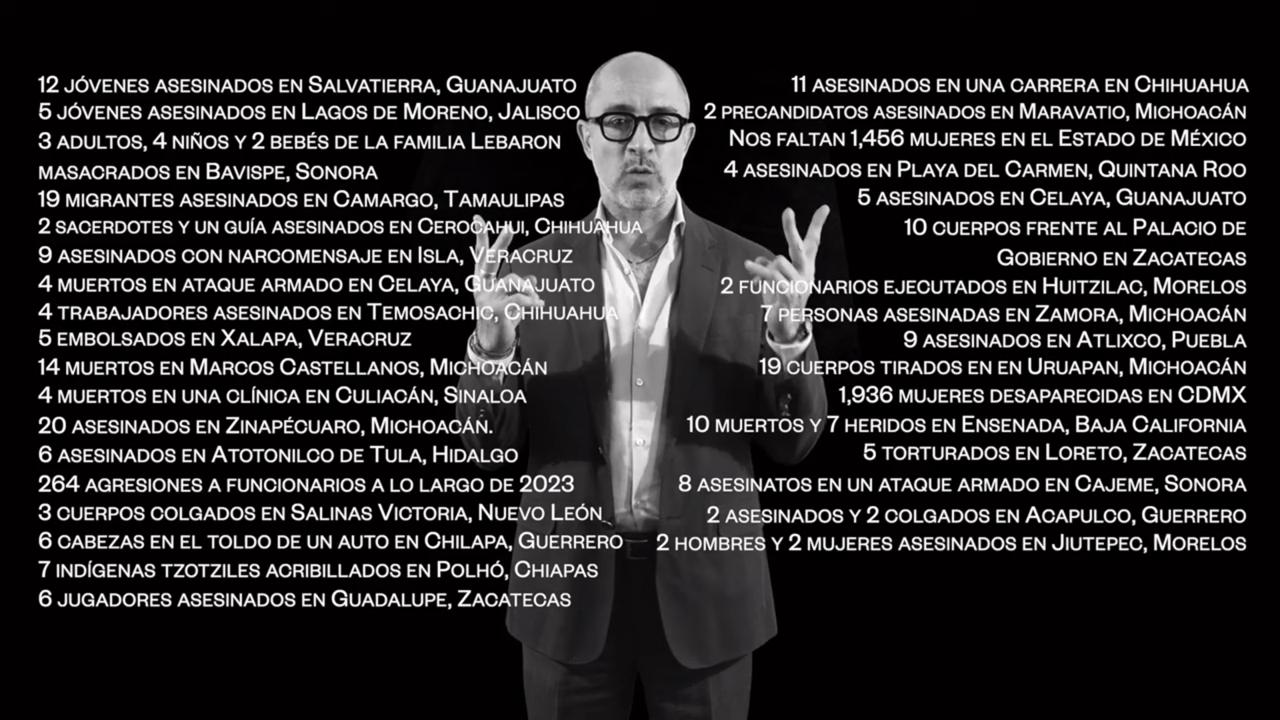 12 JÓVENES ASESINADOS EN SALVATIERRA, GUANAJUATO
5 JÓVENES ASESINADOS EN LAGOS DE MORENO, JALISCO
3 ADULTOS, 4 NIÑOS Y 2 BEBÉS DE LA FAMILIA LEBARON
MASACRADOS EN BAVISPE, SONORA
19 MIGRANTES ASESINADOS EN CAMARGO, TAMAULIPAS
2 SACERDOTES Y UN GUÍA ASESINADOS EN CEROCAHUI, CHIHUAHUA
9 ASESINADOS CON NARCOMENSAJE EN ISLA, VERACRUZ
4 MUERTOS EN ATAQUE ARMADO EN CELAYA, GUANAJUATO
4 TRABAJADORES ASESINADOS EN TEMOSACHIC, CHIHUAHUA
5 EMBOLSADOS EN XALAPA, VERACRUZ
14 MUERTOS EN MARCOS CASTELLANOS, MICHOACÁN
4 MUERTOS EN UNA CLÍNICA EN CULIACÁN, SINALOA
20 ASESINADOS EN ZINAPÉCUARO, MICHOACÁN.
6 ASESINADOS EN ATOTONILCO DE TULA, HIDALGO
264 AGRESIONES A FUNCIONARIOS A LO LARGO DE 2023
3 CUERPOS COLGADOS EN SALINAS VICTORIA, NUEVO LEÓN
6 CABEZAS EN EL TOLDO DE UN AUTO EN CHILAPA, GUERRERO
7 INDÍGENAS TZOTZILES ACRIBILLADOS EN POLHÓ, CHIAPAS
6 JUGADORES ASESINADOS EN GUADALUPE, ZACATECAS
11 ASESINADOS EN UNA CARRERA EN CHIHUAHUA
2 PRECANDIDATOS ASESINADOS EN MARAVATIO, MICHOACÁN
NOS FALTAN 1,456 MUJERES EN EL ESTADO DE MÉXICO
4 ASESINADOS EN PLAYA DEL CARMEN, QUINTANA ROO
5 ASESINADOS EN CELAYA, GUANAJUATO
10 CUERPOS FRENTE AL PALACIO DE
GOBIERNO EN ZACATECAS
2 FUNCIONARIOS EJECUTADOS EN HUITZILAC, MORELOS
7 PERSONAS ASESINADAS EN ZAMORA, MICHOACÁN
9 ASESINADOS EN ATLIXCO, PUEBLA
19 CUERPOS TIRADOS EN EN URUAPAN, MICHOACÁN
1,936 MUJERES DESAPARECIDAS EN CDMX
10 MUERTOS Y 7 HERIDOS EN ENSENADA, BAJA CALIFORNIA
5 TORTURADOS EN LORETO, ZACATECAS
8 ASESINATOS EN UN ATAQUE ARMADO EN CAJEME, SONORA
2 ASESINADOS Y 2 COLGADOS EN ACAPULCO, GUERRERO
2 HOMBRES Y 2 MUJERES ASESINADOS EN JIUTEPEC, MORELOS